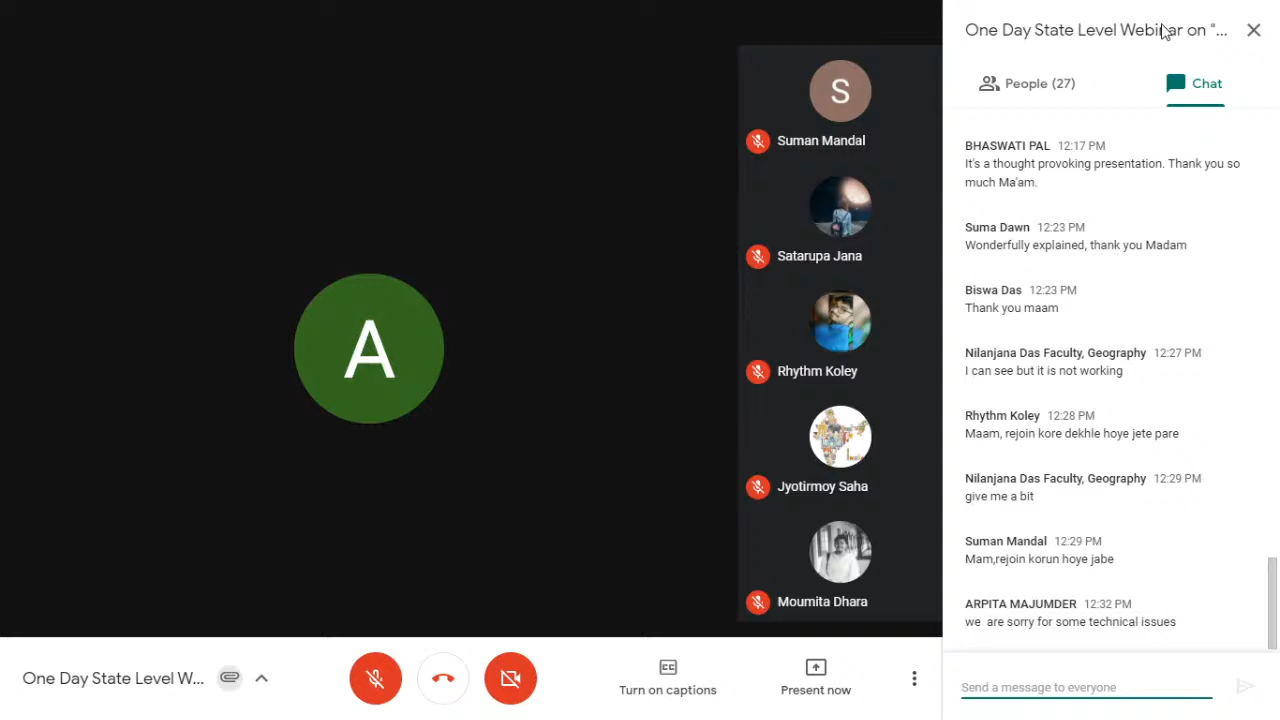 One Day State Level Webinar on “...
People (27)
Chat
S
Suman Mandal
Satarupa Jana
Rhythm Koley
Jyotirmoy Saha
Moumita Dhara
A
BHASWATI PAL 12:17 PM
It's a thought provoking presentation. Thank you so
much Ma'am.
Suma Dawn 12:23 PM
Wonderfully explained, thank you Madam
Biswa Das 12:23 PM
Thank you maam
Nilanjana Das Faculty, Geography 12:27 PM
I can see but it is not working
Rhythm Koley 12:28 PM
Maam, rejoin kore dekhle hoye jete pare
Nilanjana Das Faculty, Geography 12:29 PM
give me a bit
Suman Mandal 12:29 PM
Mam,rejoin korun hoye jabe
ARPITA MAJUMDER 12:32 PM
we are sorry for some technical issues
Send a message to everyone
One Day State Level W...
CC
Turn on captions
Present now